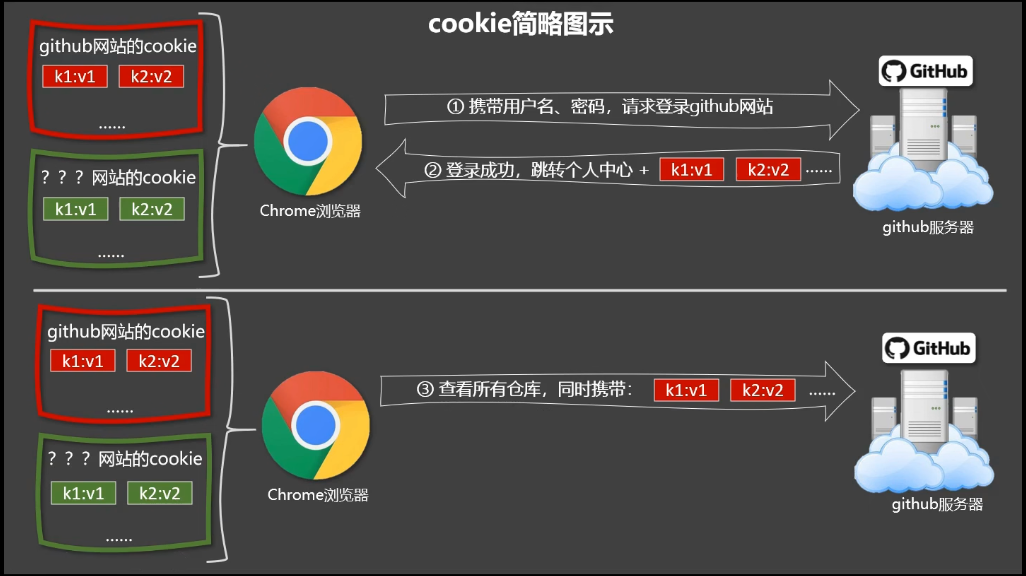 cookie简略图示
github网站的cookie
k1:v1 k2:v2
......
？？？网站的cookie
k1:v1 k2:v2
......
Chrome浏览器
① 携带用户名、密码，请求登录github网站
② 登录成功，跳转个人中心 + k1:v1 k2:v2 ......
GitHub
github服务器
github网站的cookie
k1:v1 k2:v2
......
？？？网站的cookie
k1:v1 k2:v2
......
Chrome浏览器
③ 查看所有仓库，同时携带： k1:v1 k2:v2 ......
GitHub
github服务器